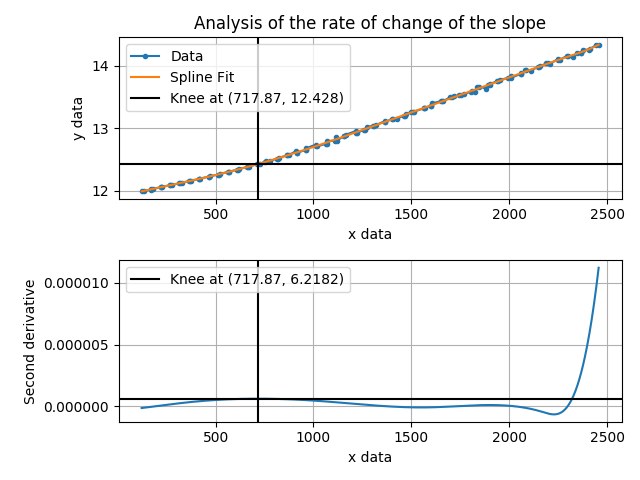 Analysis of the rate of change of the slope
Data
Spline Fit
Knee at (717.87, 12.428)
y data
14
13
12
500 1000 1500 2000 2500
x data
Knee at (717.87, 6.2182)
Second derivative
0.000010
0.000005
0.000000
500 1000 1500 2000 2500
x data